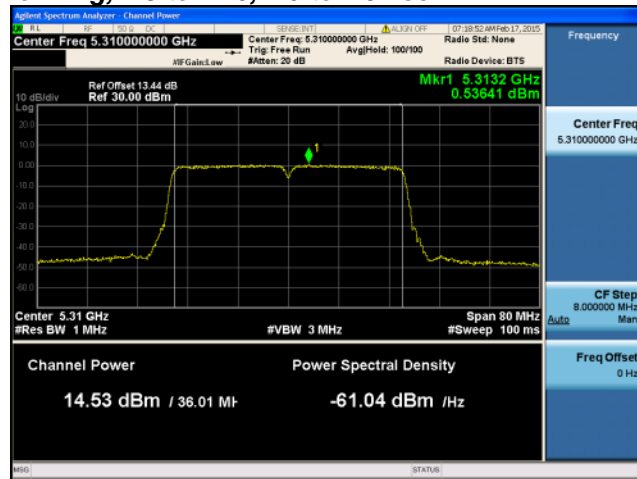 Agilent Spectrum Analyzer - Channel Power
RL RF 50 Ω DC SENSE:INT ALIGN OFF 07:18:52 AM Feb 17, 2015
Center Freq 5.310000000 GHz Center Freq: 5.310000000 GHz Radio Std: None
Trig: Free Run Avg|Hold: 100/100
#IFGain:Low #Atten: 20 dB Radio Device: BTS
Frequency
Mkr1 5.3132 GHz
0.53641 dBm
Ref Offset 13.44 dB
10 dB/div Ref 30.00 dBm
Log
20.0
10.0
0.00
-10.0
-20.0
-30.0
-40.0
-50.0
-60.0
1
Center 5.31 GHz Span 80 MHz
#Res BW 1 MHz #VBW 3 MHz #Sweep 100 ms
Channel Power Power Spectral Density
14.53 dBm / 36.01 MH -61.04 dBm /Hz
Center Freq
5.310000000 GHz
CF Step
8.000000 MHz
Auto Man
Freq Offset
0 Hz
MSG STATUS